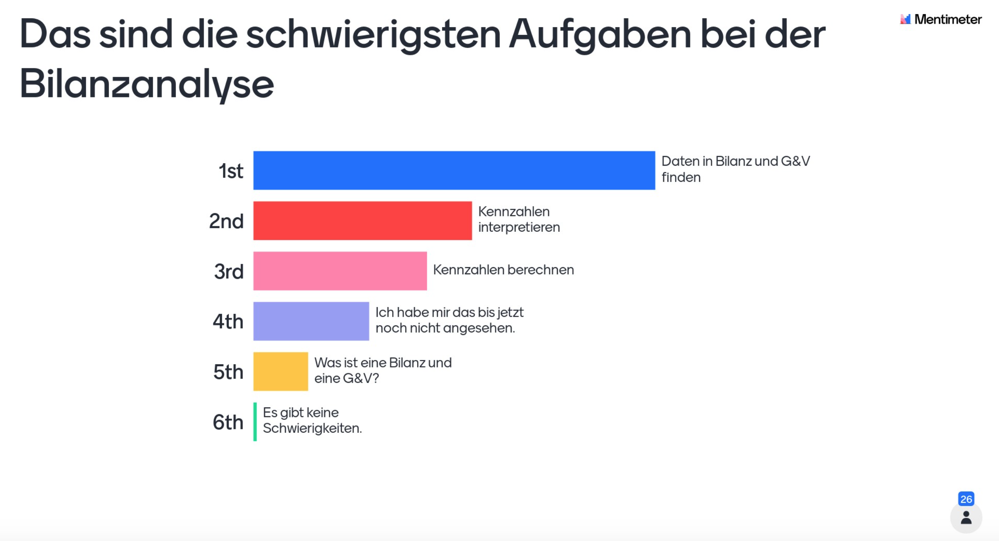 Das sind die schwierigsten Aufgaben bei der
Bilanzanalyse
Mentimeter
1st
Daten in Bilanz und G&V
finden
2nd
Kennzahlen
interpretieren
3rd
Kennzahlen berechnen
4th
Ich habe mir das bis jetzt
noch nicht angesehen.
5th
Was ist eine Bilanz und
eine G&V?
6th
Es gibt keine
Schwierigkeiten.
26